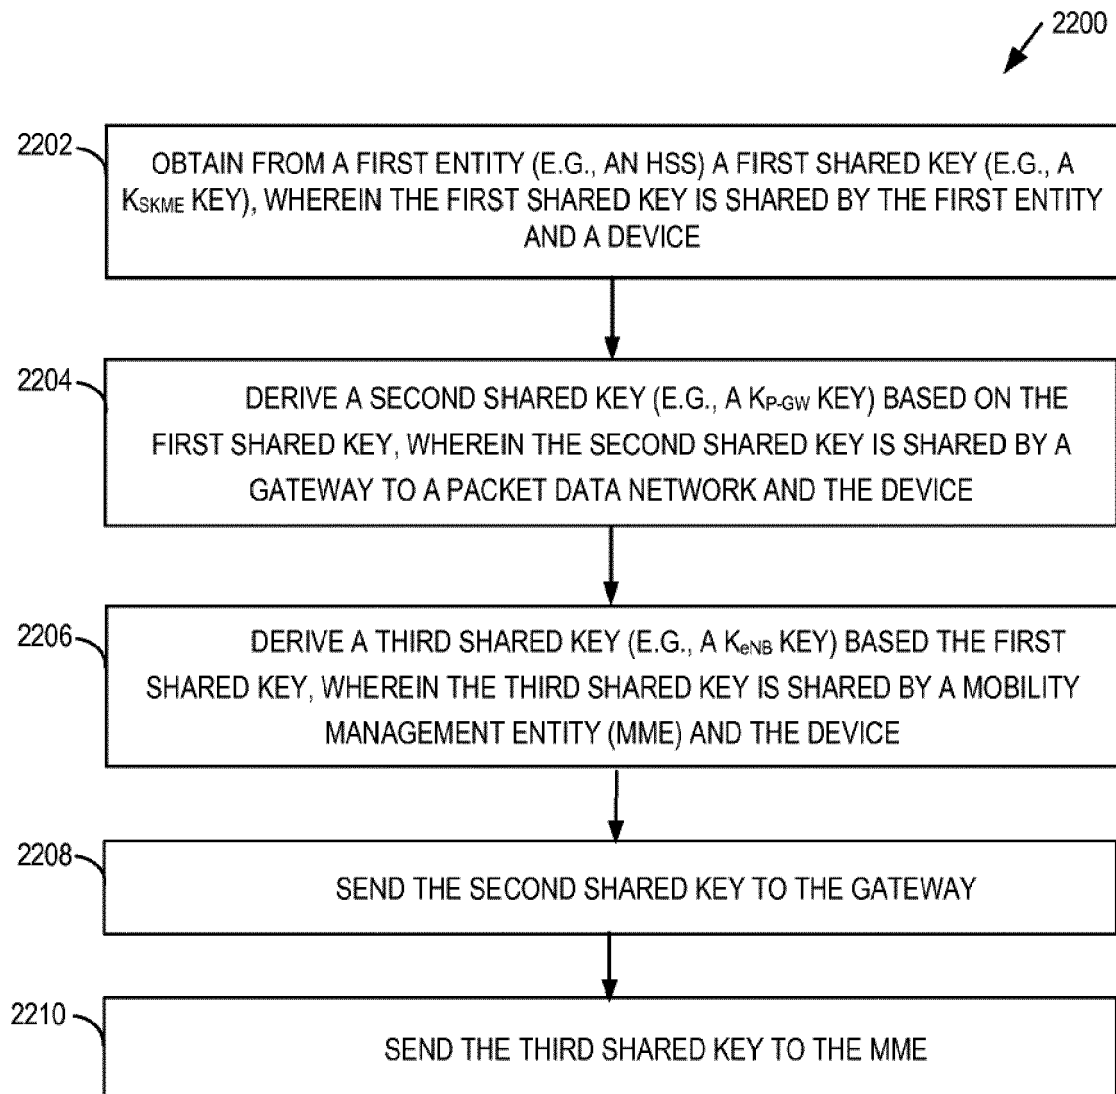 2200
2202
OBTAIN FROM A FIRST ENTITY (E.G., AN HSS) A FIRST SHARED KEY (E.G., A
KSKME KEY), WHEREIN THE FIRST SHARED KEY IS SHARED BY THE FIRST ENTITY
AND A DEVICE
2204
DERIVE A SECOND SHARED KEY (E.G., A KP-GW KEY) BASED ON THE
FIRST SHARED KEY, WHEREIN THE SECOND SHARED KEY IS SHARED BY A
GATEWAY TO A PACKET DATA NETWORK AND THE DEVICE
2206
DERIVE A THIRD SHARED KEY (E.G., A KeNB KEY) BASED THE FIRST
SHARED KEY, WHEREIN THE THIRD SHARED KEY IS SHARED BY A MOBILITY
MANAGEMENT ENTITY (MME) AND THE DEVICE
2208
SEND THE SECOND SHARED KEY TO THE GATEWAY
2210
SEND THE THIRD SHARED KEY TO THE MME